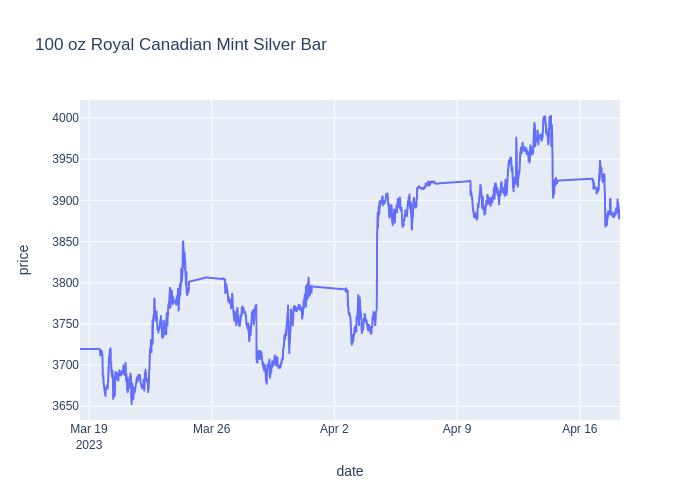 100 oz Royal Canadian Mint Silver Bar
4000
3950
3900
3850
3800
3750
3700
3650
price
Mar 19
2023
Mar 26
Apr 2
Apr 9
Apr 16
date